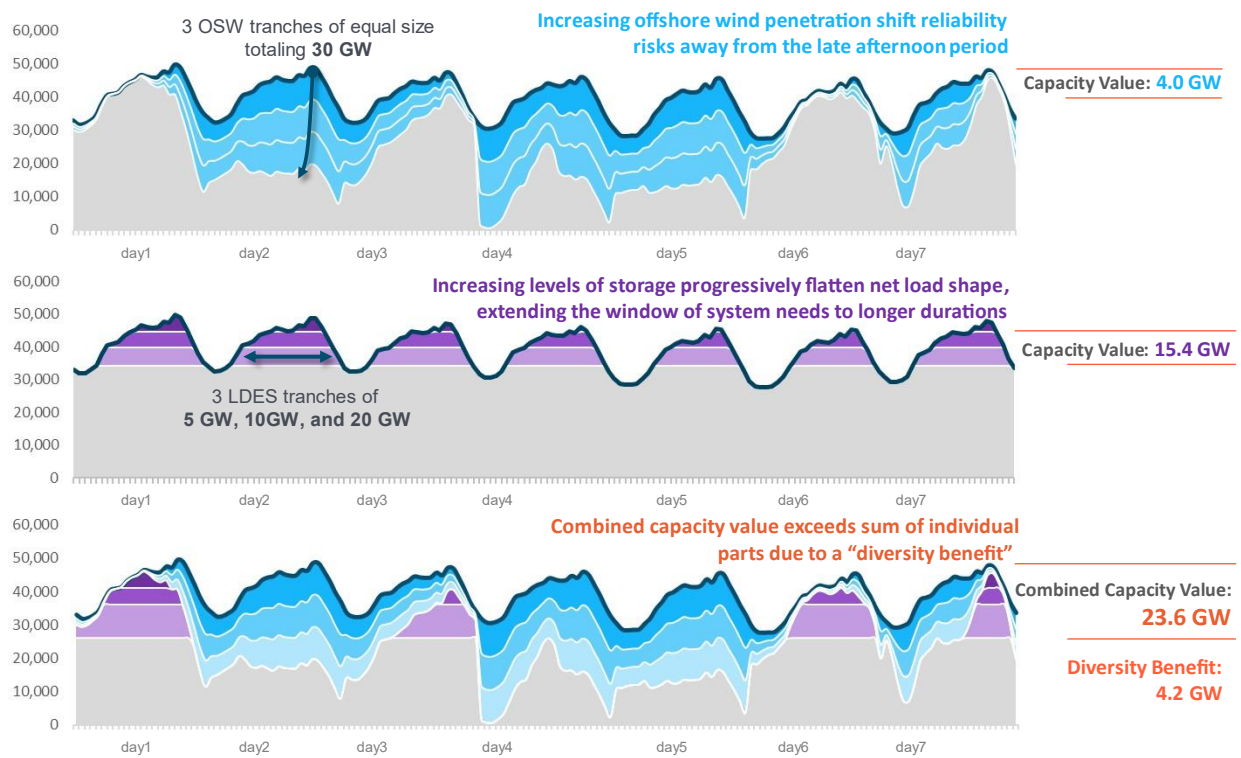 Increasing offshore wind penetration shift reliability
risks away from the late afternoon period
3 OSW tranches of equal size
totaling 30 GW
60,000
50,000
40,000
30,000
20,000
10,000
0
day1
day2
day3
day4
day5
day6
day7
Capacity Value: 4.0 GW
Increasing levels of storage progressively flatten net load shape,
extending the window of system needs to longer durations
60,000
50,000
40,000
30,000
20,000
10,000
0
3 LDES tranches of
5 GW, 10GW, and 20 GW
day1
day2
day3
day4
day5
day6
day7
Capacity Value: 15.4 GW
Combined capacity value exceeds sum of individual
parts due to a “diversity benefit”
60,000
50,000
40,000
30,000
20,000
10,000
0
day1
day2
day3
day4
day5
day6
day7
Combined Capacity Value:
23.6 GW
Diversity Benefit:
4.2 GW